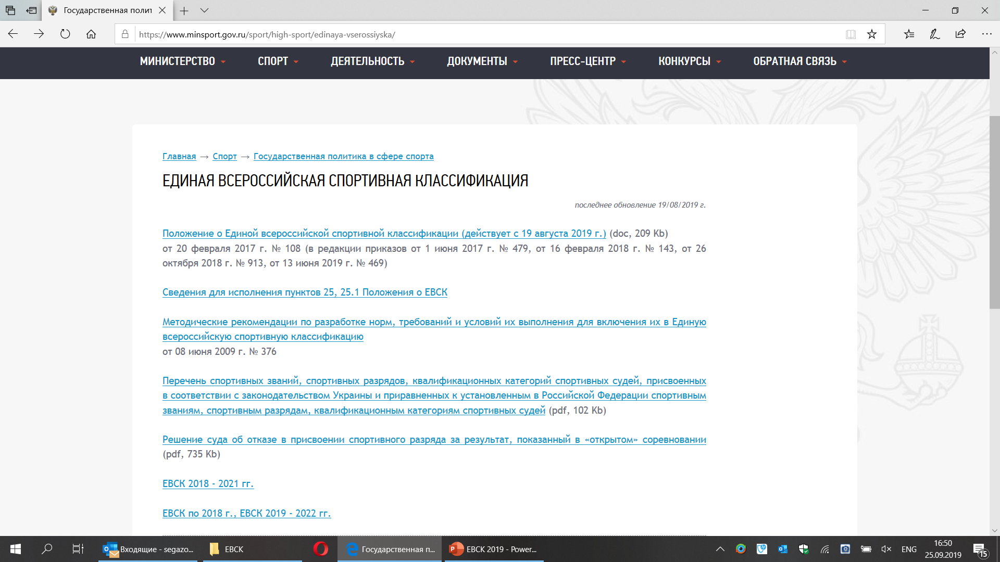 Государственная полит
https://www.minsport.gov.ru/sport/high-sport/edinaya-vserossiyska/
МИНИСТЕРСТВО СПОРТ ДЕЯТЕЛЬНОСТЬ ДОКУМЕНТЫ ПРЕСС-ЦЕНТР КОНКУРСЫ ОБРАТНАЯ СВЯЗЬ
Главная → Спорт → Государственная политика в сфере спорта
ЕДИНАЯ ВСЕРОССИЙСКАЯ СПОРТИВНАЯ КЛАССИФИКАЦИЯ
последнее обновление 19/08/2019 г.
Положение о Единой всероссийской спортивной классификации (действует с 19 августа 2019 г.) (doc, 209 Kb)
от 20 февраля 2017 г. № 108 (в редакции приказов от 1 июня 2017 г. № 479, от 16 февраля 2018 г. № 143, от 26
октября 2018 г. № 913, от 13 июня 2019 г. № 469)
Сведения для исполнения пунктов 25, 25.1 Положения о ЕВСК
Методические рекомендации по разработке норм, требований и условий их выполнения для включения их в Единую
всероссийскую спортивную классификацию
от 08 июня 2009 г. № 376
Перечень спортивных званий, спортивных разрядов, квалификационных категорий спортивных судей, присвоенных
в соответствии с законодательством Украины и приравненных к установленным в Российской Федерации спортивным
званиям, спортивным разрядам, квалификационным категориям спортивных судей (pdf, 102 Kb)
Решение суда об отказе в присвоении спортивного разряда за результат, показанный в «открытом» соревновании
(pdf, 735 Kb)
ЕВСК 2018 - 2021 гг.
ЕВСК по 2018 г., ЕВСК 2019 - 2022 гг.
Входящие - segazo... ЕВСК Государственная п... ЕВСК 2019 - Power... ENG 16:50
25.09.2019 15